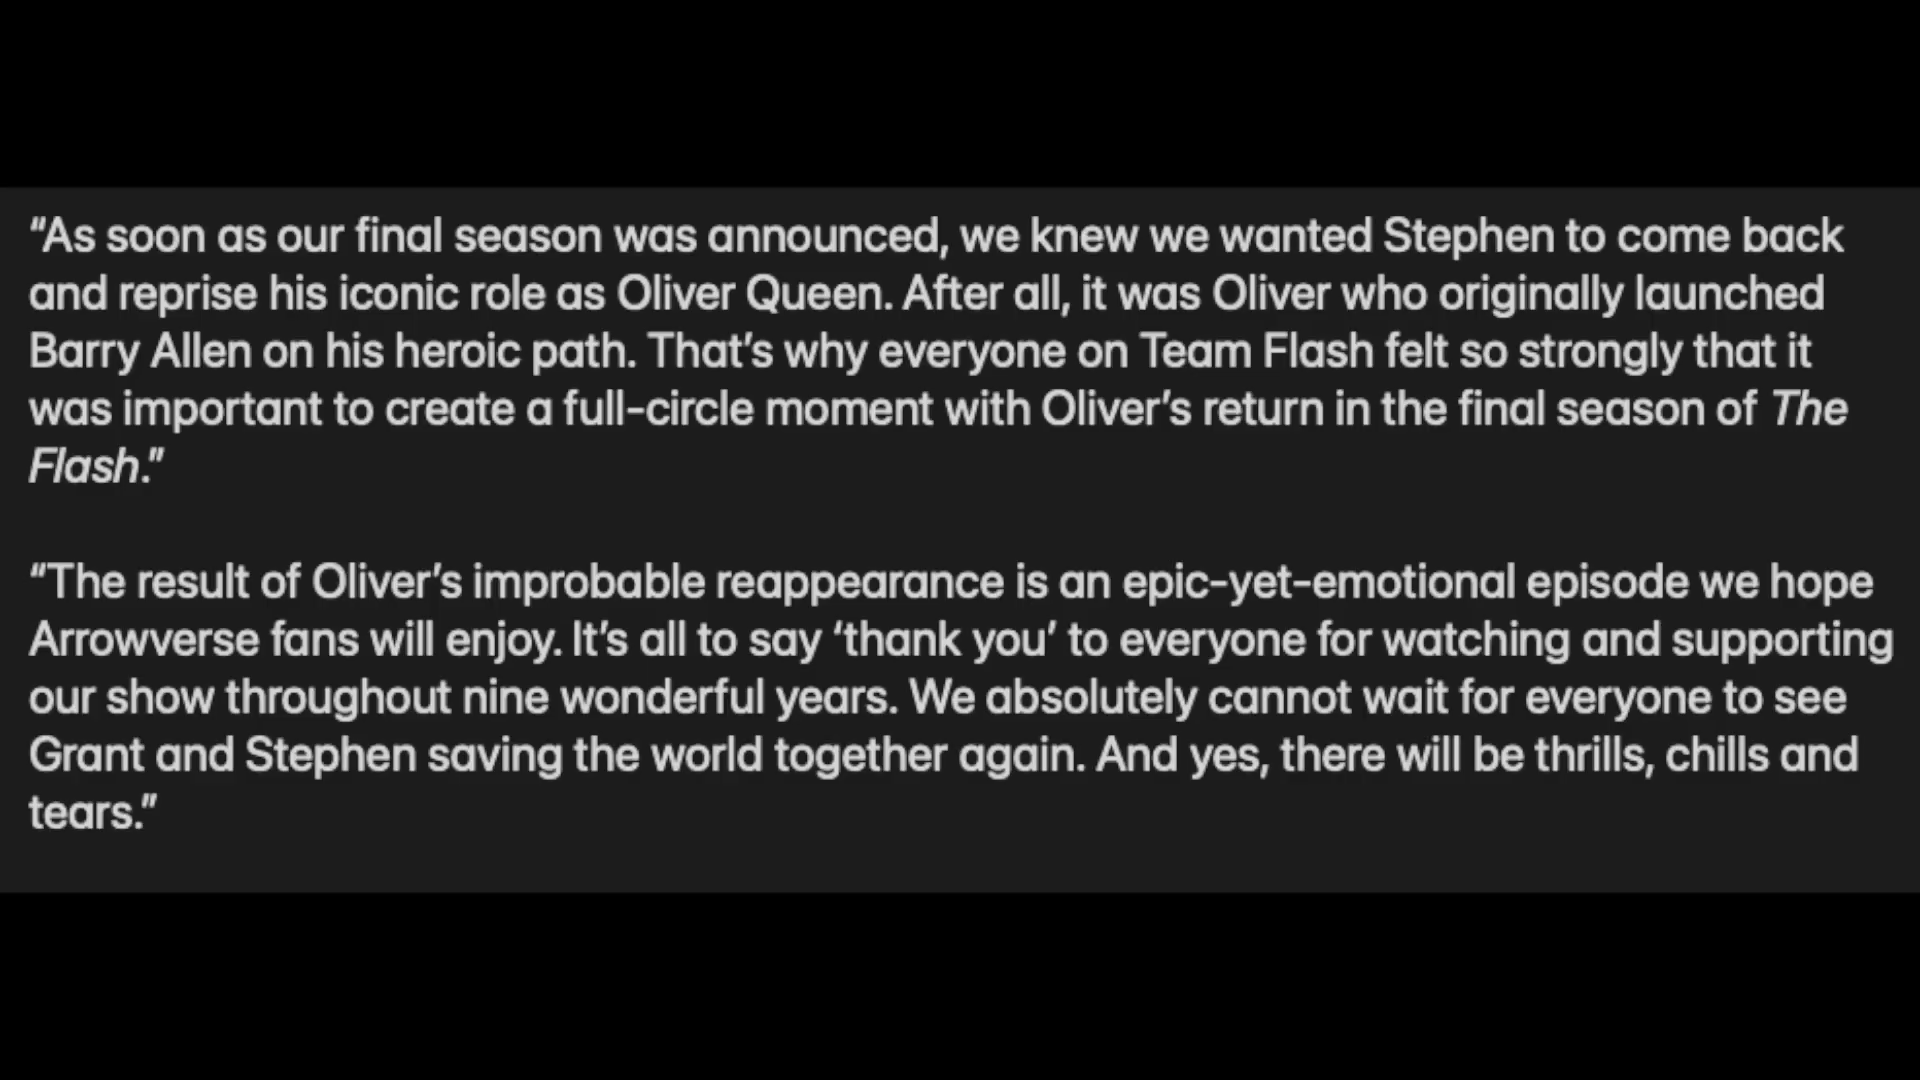 “As soon as our final season was announced, we knew we wanted Stephen to come back
and reprise his iconic role as Oliver Queen. After all, it was Oliver who originally launched
Barry Allen on his heroic path. That’s why everyone on Team Flash felt so strongly that it
was important to create a full-circle moment with Oliver’s return in the final season of The
Flash.”
“The result of Oliver’s improbable reappearance is an epic-yet-emotional episode we hope
Arrowverse fans will enjoy. It’s all to say ‘thank you’ to everyone for watching and supporting
our show throughout nine wonderful years. We absolutely cannot wait for everyone to see
Grant and Stephen saving the world together again. And yes, there will be thrills, chills and
tears.”